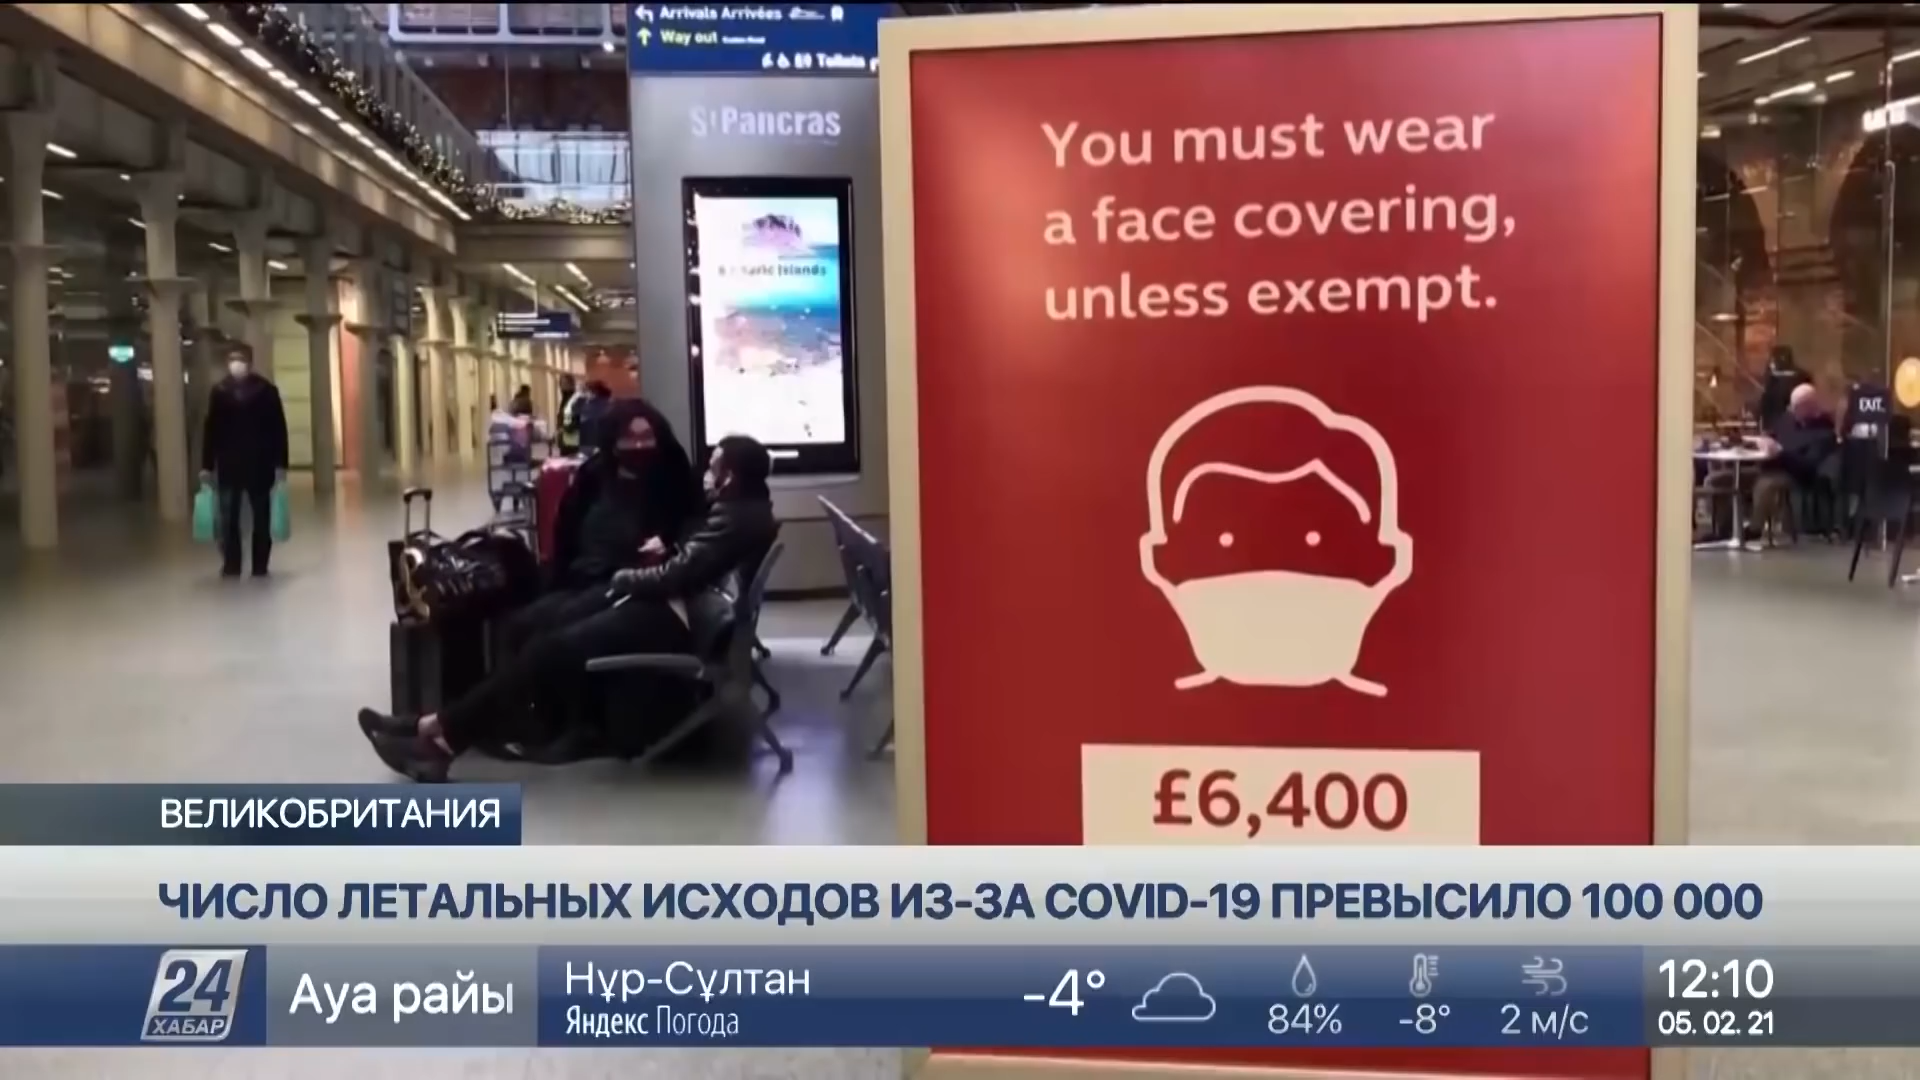 Arrivals Arrivées
Way out
Toilets
St Pancras
Islands
You must wear
a face covering,
unless exempt.
£6,400
EXIT
ВЕЛИКОБРИТАНИЯ
ЧИСЛО ЛЕТАЛЬНЫХ ИСХОДОВ ИЗ-ЗА COVID-19 ПРЕВЫСИЛО 100 000
24
ХАБАР
Ауа райы
Нұр-Сұлтан
Яндекс Погода
-4°
84%
-8°
2 м/с
12:10
05. 02. 21